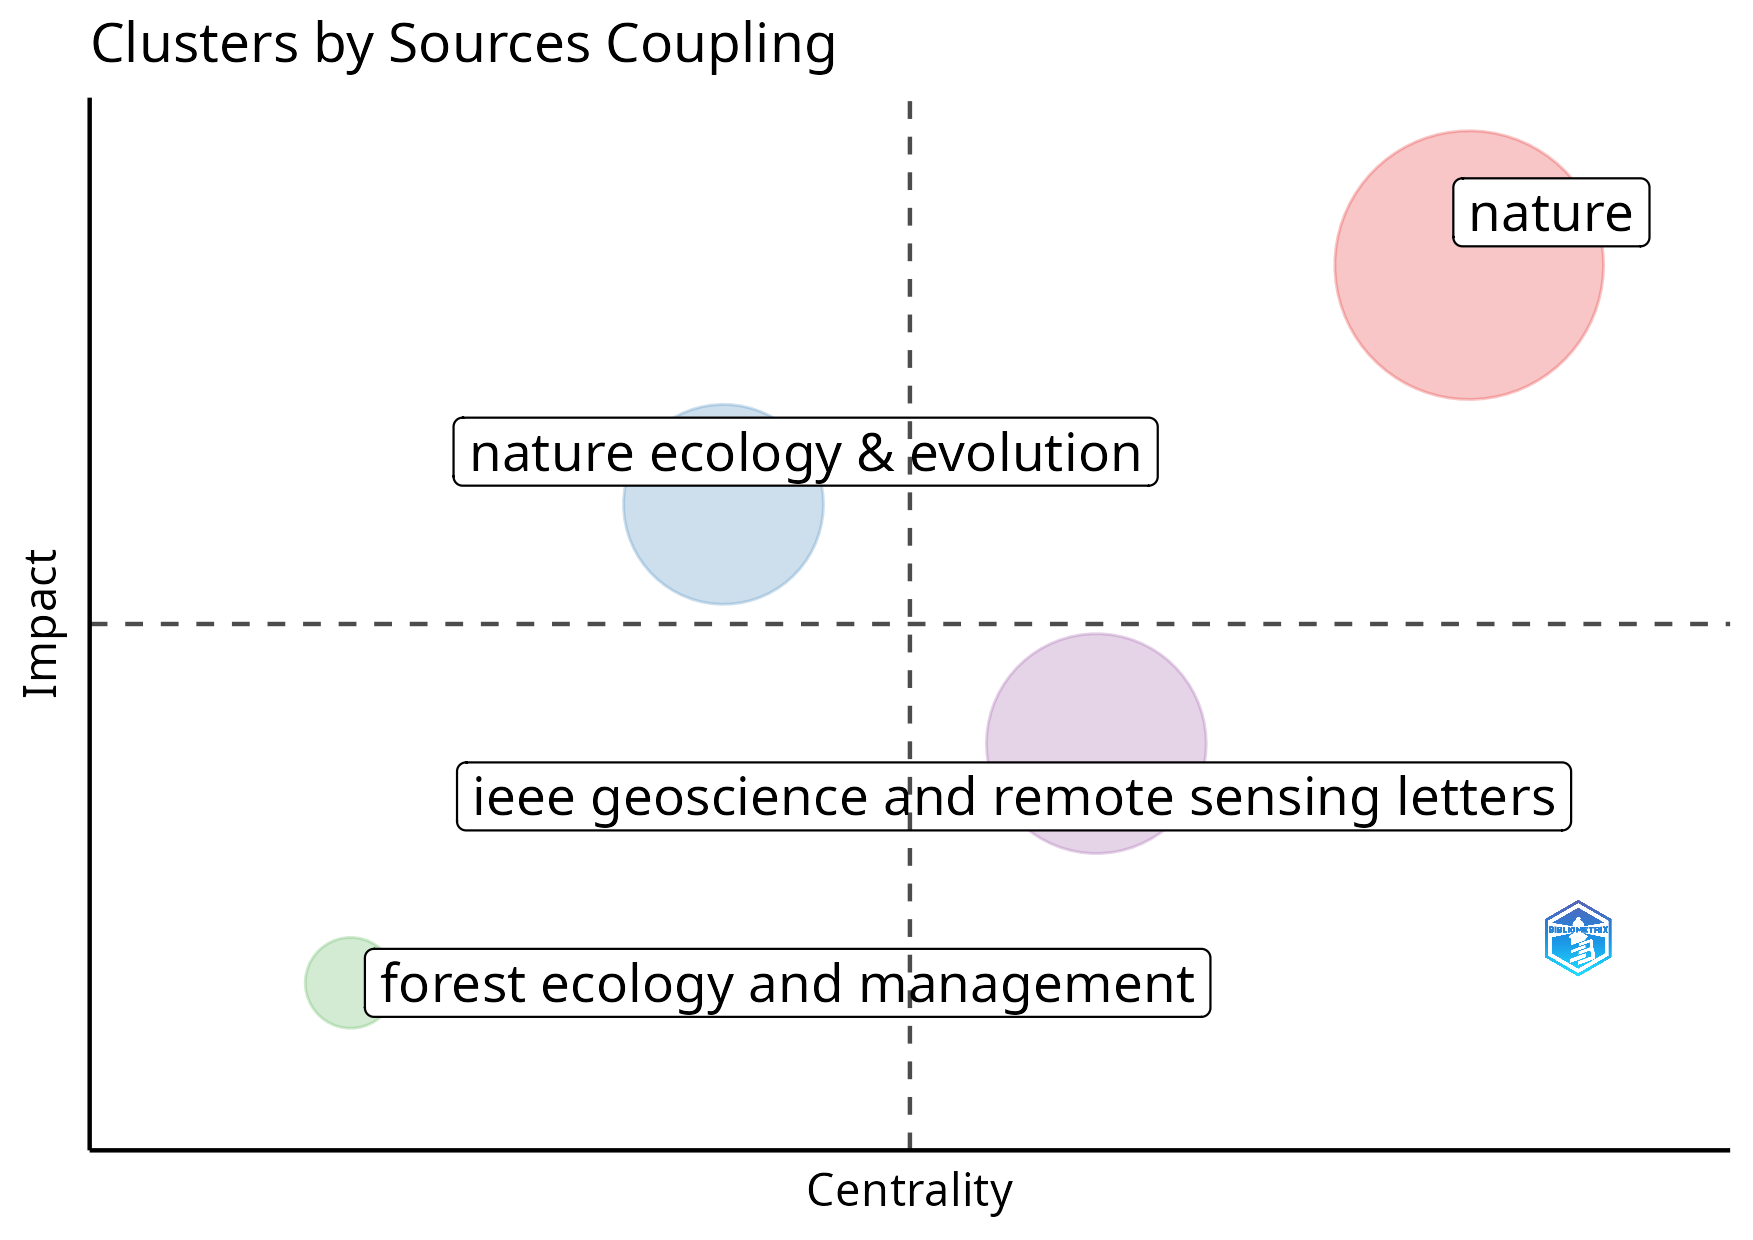 Clusters by Sources Coupling
nature
nature ecology & evolution
Impact
ieee geoscience and remote sensing letters
BIBLIOMETRIX
forest ecology and management
Centrality